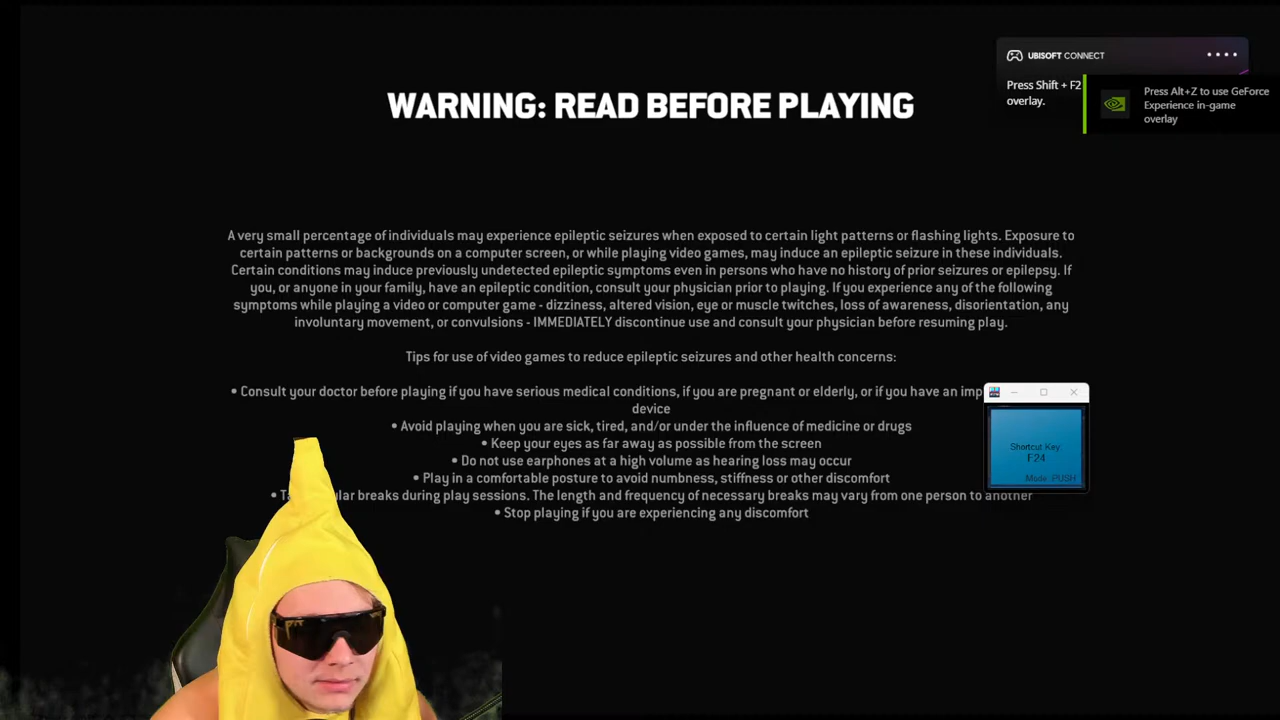 UBISOFT CONNECT
Press Shift + F2
overlay.
Press Alt+Z to use GeForce
Experience in-game
overlay
WARNING: READ BEFORE PLAYING
A very small percentage of individuals may experience epileptic seizures when exposed to certain light patterns or flashing lights. Exposure to
certain patterns or backgrounds on a computer screen, or while playing video games, may induce an epileptic seizure in these individuals.
Certain conditions may induce previously undetected epileptic symptoms even in persons who have no history of prior seizures or epilepsy. If
you, or anyone in your family, have an epileptic condition, consult your physician prior to playing. If you experience any of the following
symptoms while playing a video or computer game - dizziness, altered vision, eye or muscle twitches, loss of awareness, disorientation, any
involuntary movement, or convulsions - IMMEDIATELY discontinue use and consult your physician before resuming play.
Tips for use of video games to reduce epileptic seizures and other health concerns:
• Consult your doctor before playing if you have serious medical conditions, if you are pregnant or elderly, or if you have an
device
• Avoid playing when you are sick, tired, and/or under the influence of medicine or drugs
• Keep your eyes as far away as possible from the screen
• Do not use earphones at a high volume as hearing loss may occur
• Play in a comfortable posture to avoid numbness, stiffness or other discomfort
• breaks during play sessions. The length and frequency of necessary breaks may vary from one person to another
• Stop playing if you are experiencing any discomfort
Shortcut Key
F24
Mode :PUSH